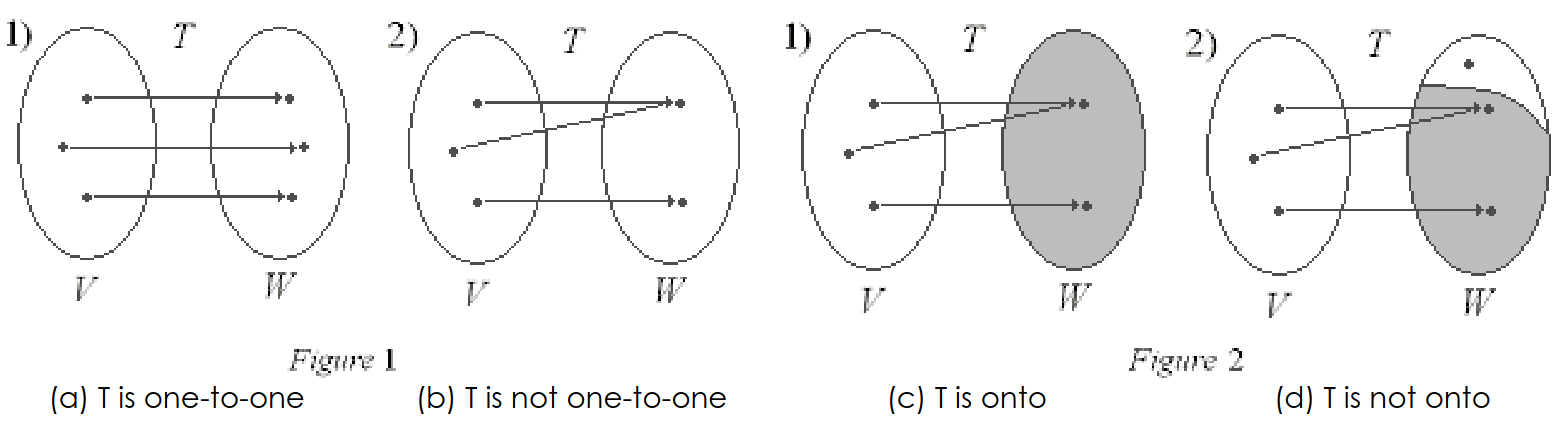 1) T 2) T 1) T 2) T
V W V W V W V W
Figure 1 Figure 2
(a) T is one-to-one (b) T is not one-to-one (c) T is onto (d) T is not onto